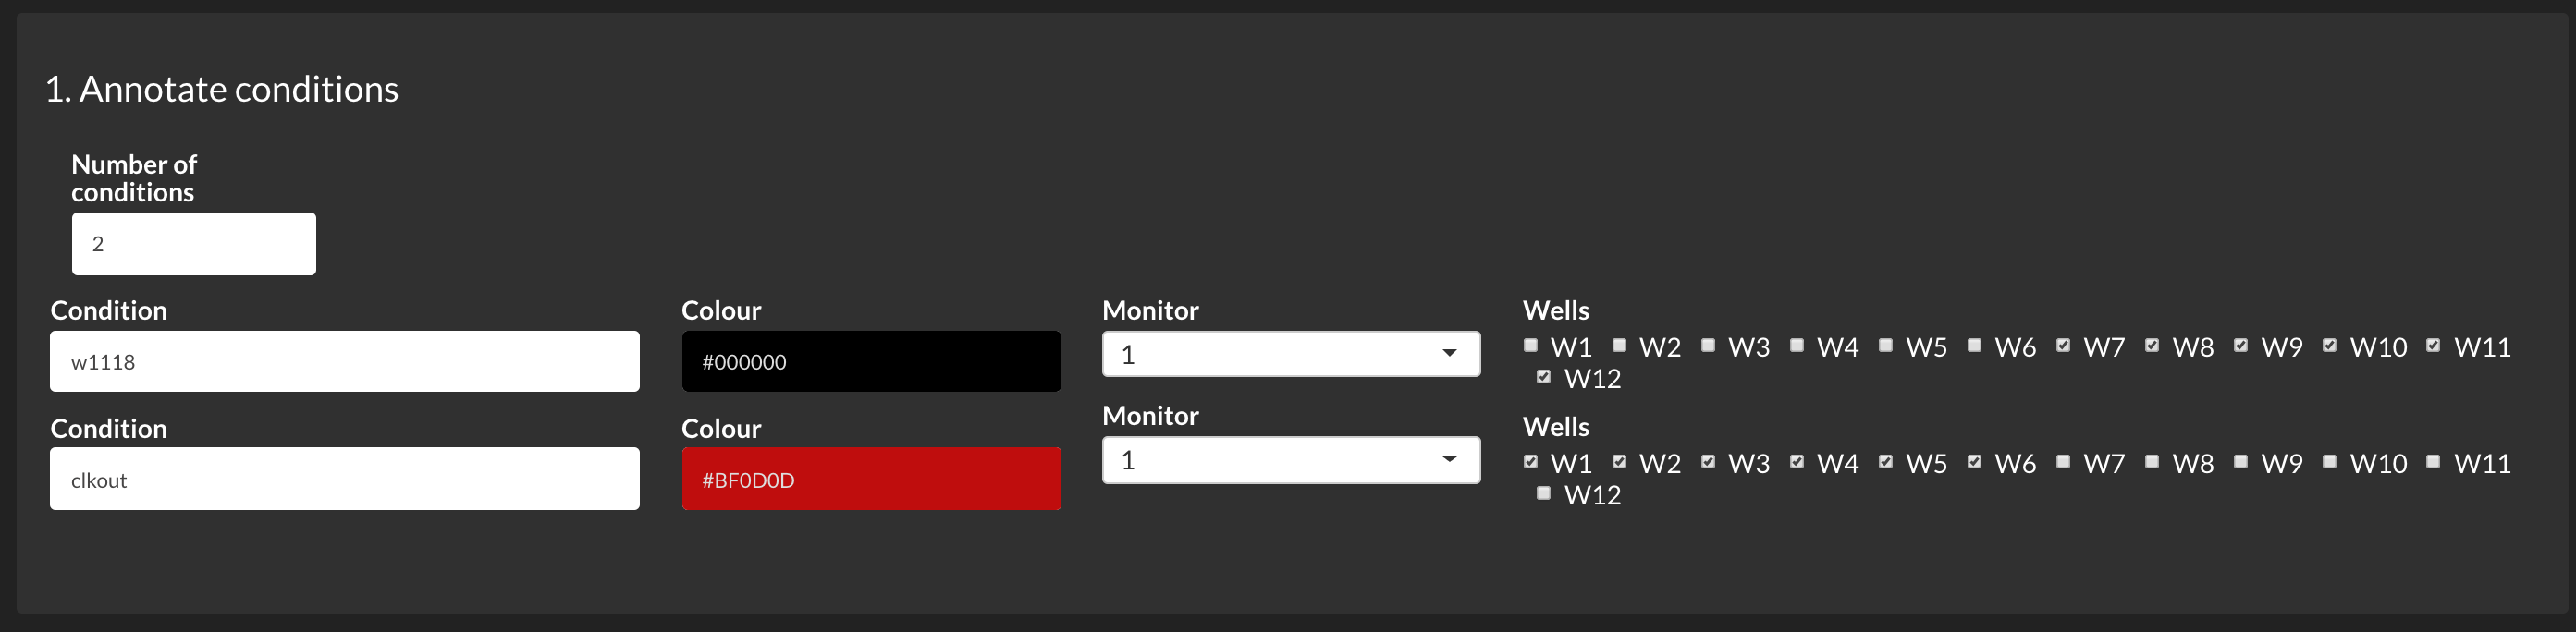 1. Annotate conditions
Number of
conditions
2
Condition Colour Monitor Wells
w1118 #000000 1 W1 W2 W3 W4 W5 W6 W7 W8 W9 W10 W11
W12
Condition Colour Monitor Wells
clkout #BF0D0D 1 W1 W2 W3 W4 W5 W6 W7 W8 W9 W10 W11
W12